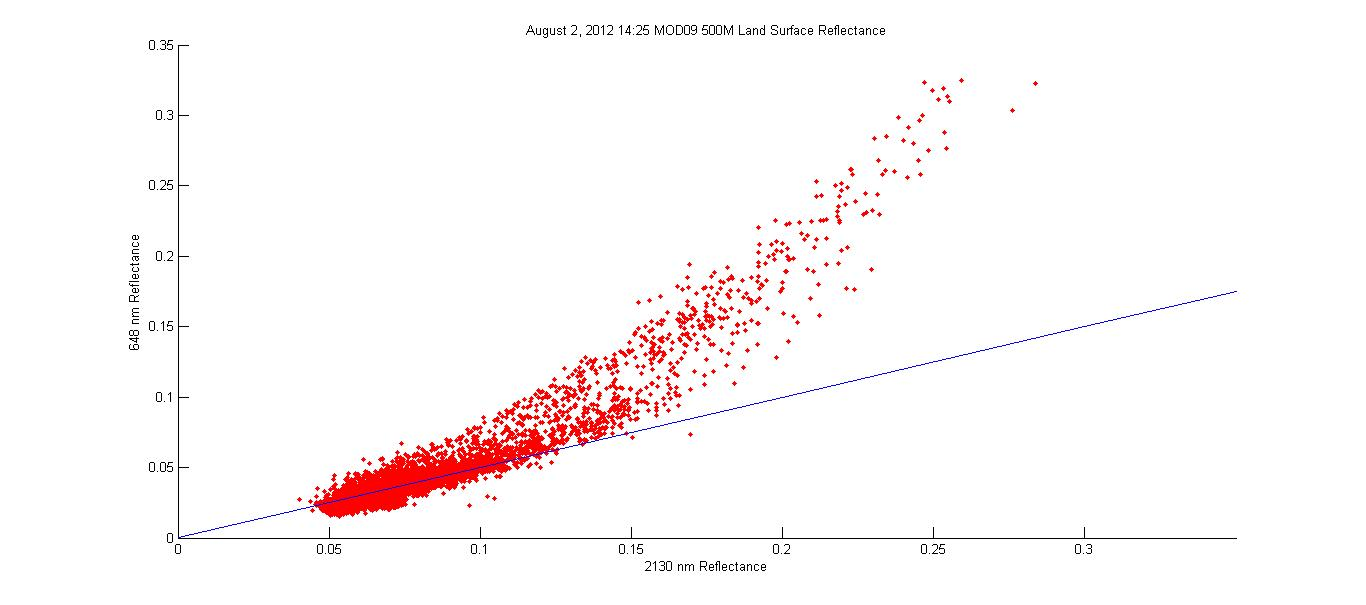 August 2, 2012 14:25 MOD09 500M Land Surface Reflectance
0.35
0.3
0.25
0.2
0.15
0.1
0.05
0
648 nm Reflectance
0 0.05 0.1 0.15 0.2 0.25 0.3
2130 nm Reflectance